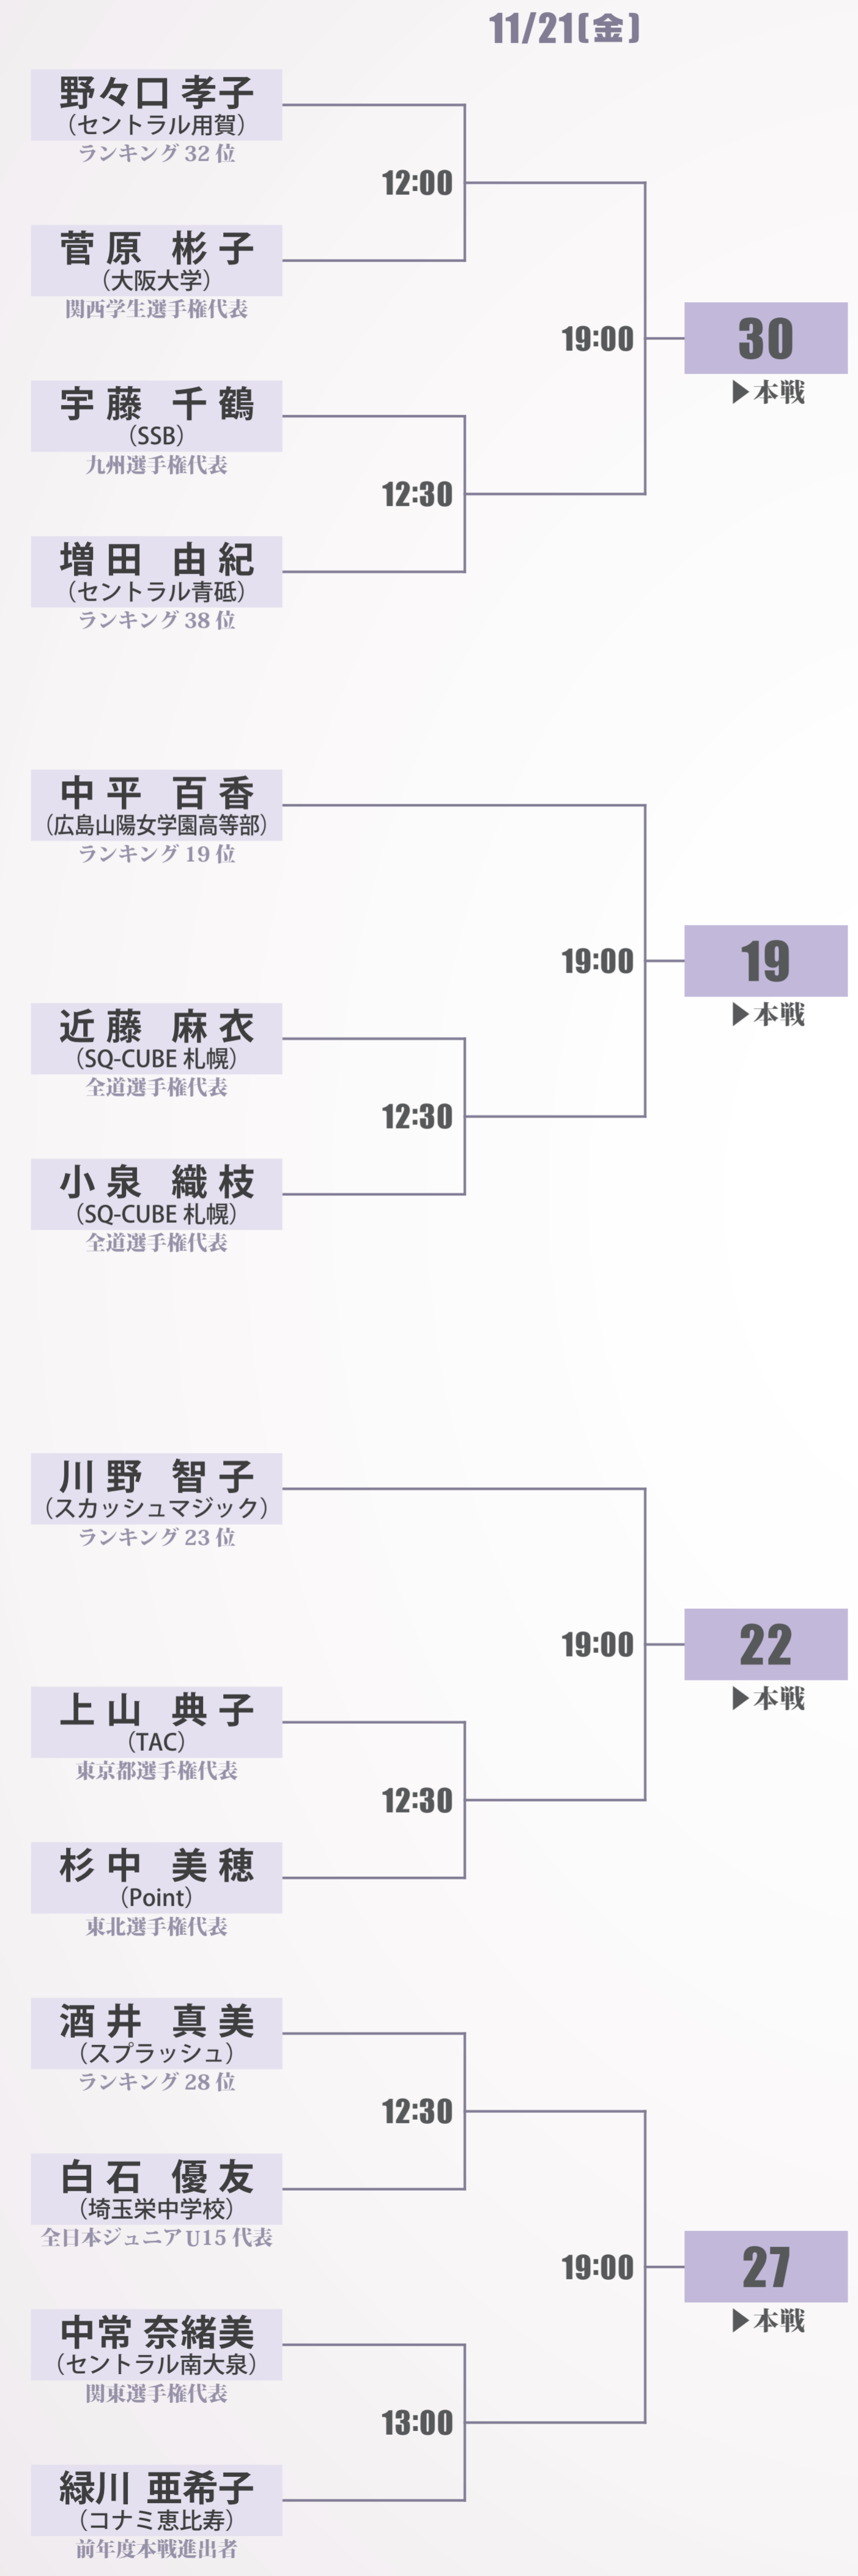 11/21(金)
野々口 孝子
(セントラル用賀)
ランキング 32 位
12:00
菅原 彬子
(大阪大学)
関西学生選手権代表
19:00
30
▶本戦
宇藤 千鶴
(SSB)
九州選手権代表
12:30
増田 由紀
(セントラル青砥)
ランキング 38 位
中平 百香
(広島山陽女学園高等部)
ランキング 19 位
19:00
19
▶本戦
近藤 麻衣
(SQ-CUBE 札幌)
全道選手権代表
12:30
小泉 織枝
(SQ-CUBE 札幌)
全道選手権代表
川野 智子
(スカッシュマジック)
ランキング 23 位
19:00
22
▶本戦
上山 典子
(TAC)
東京都選手権代表
12:30
杉中 美穂
(Point)
東北選手権代表
酒井 真美
(スプラッシュ)
ランキング 28 位
12:30
白石 優友
(埼玉栄中学校)
全日本ジュニア U15 代表
19:00
27
▶本戦
中常 奈緒美
(セントラル南大泉)
関東選手権代表
13:00
緑川 亜希子
(コナミ恵比寿)
前年度本戦進出者